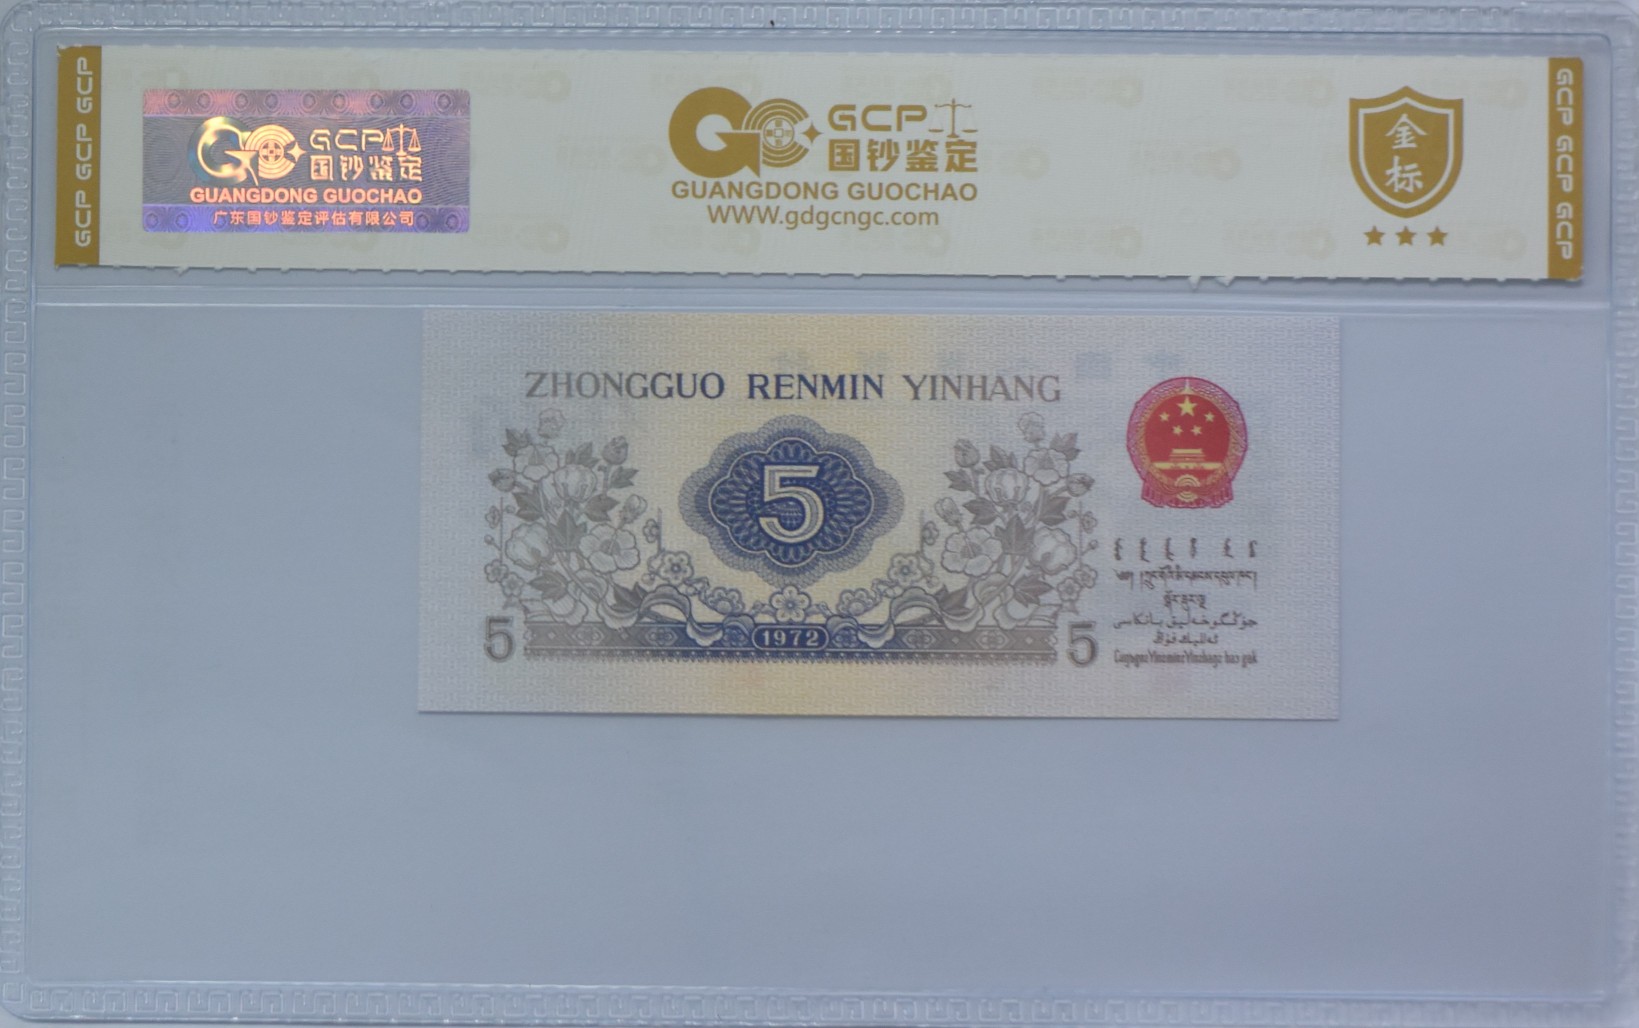 GCP GCP GCP
GCP
国钞鉴定
GUANGDONG GUOCHAO
广东国钞鉴定评估有限公司
GCP
国钞鉴定
GUANGDONG GUOCHAO
WWW.gdgcngc.com
金
标
GCP GCP GCP
ZHONGGUO RENMIN YINHANG
5
5
1972
5